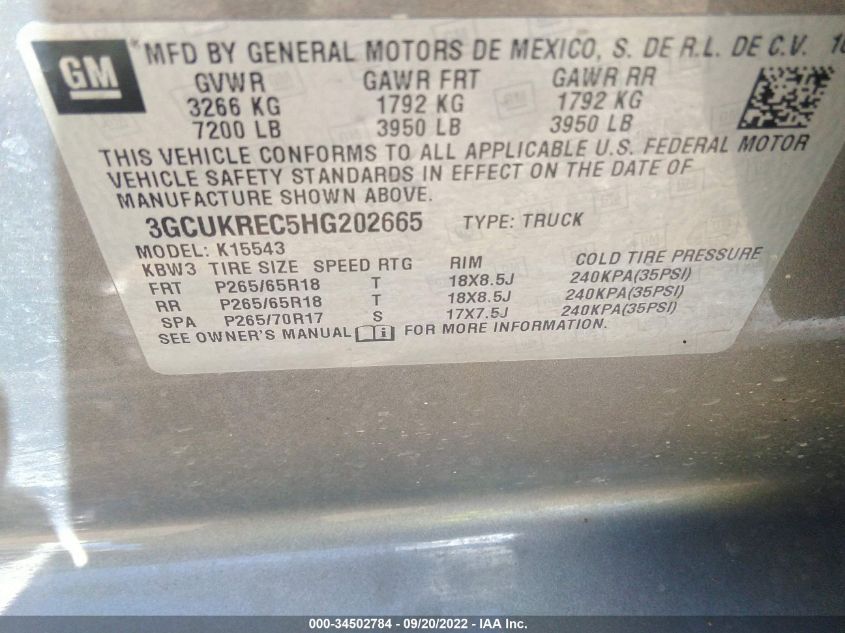 GM ® MFD BY GENERAL MOTORS DE MEXICO, S. DE R.L. DE C.V.
GVWR GAWR FRT GAWR RR
3266 KG 1792 KG 1792 KG
7200 LB 3950 LB 3950 LB
THIS VEHICLE CONFORMS TO ALL APPLICABLE U.S. FEDERAL MOTOR
VEHICLE SAFETY STANDARDS IN EFFECT ON THE DATE OF
MANUFACTURE SHOWN ABOVE.
3GCUKREC5HG202665 TYPE: TRUCK
MODEL: K15543
KBW3 TIRE SIZE SPEED RTG RIM COLD TIRE PRESSURE
FRT P265/65R18 T 18X8.5J 240KPA(35PSI)
RR P265/65R18 T 18X8.5J 240KPA(35PSI)
SPA P265/70R17 S 17X7.5J 240KPA(35PSI)
SEE OWNER'S MANUAL FOR MORE INFORMATION.
000-34502784 - 09/20/2022 - IAA Inc.